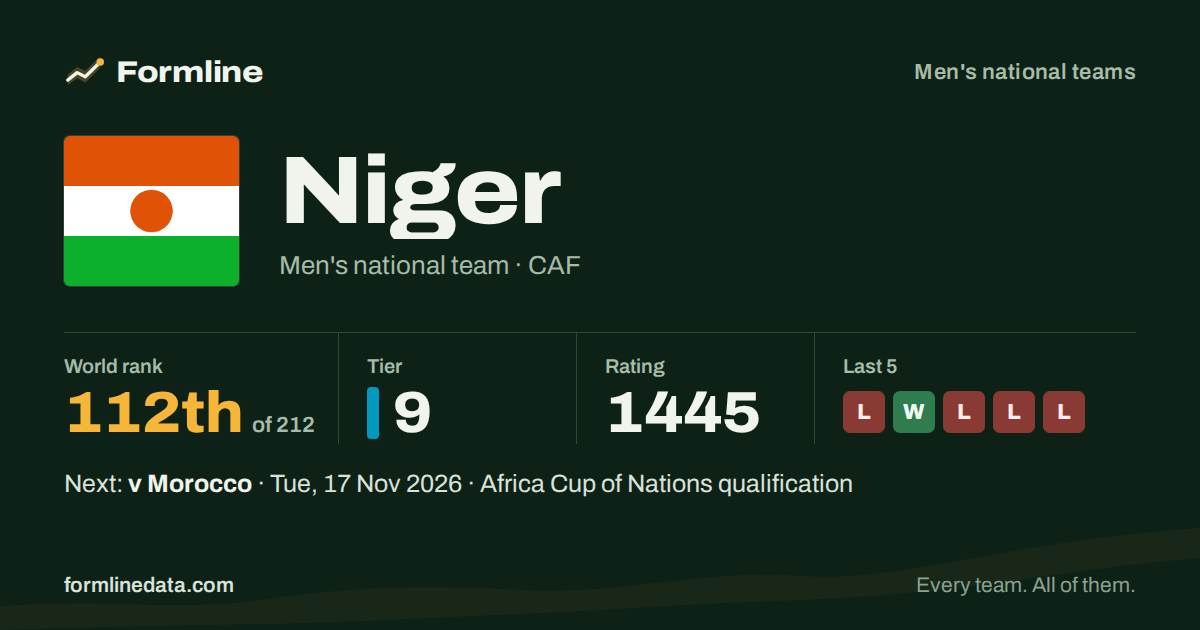 Formline
Men's national teams
Niger
Men's national team · CAF
World rank
112th of 212
Tier
9
Rating
1445
Last 5
L W L L L
Next: v Morocco · Tue, 17 Nov 2026 · Africa Cup of Nations qualification
formlinedata.com
Every team. All of them.